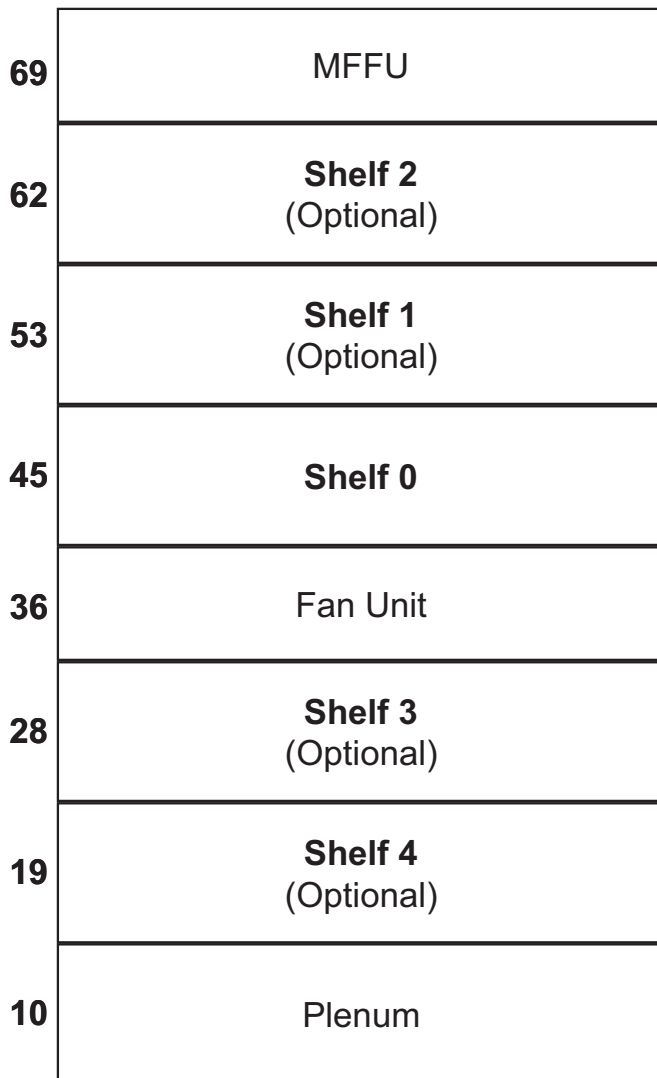 69 MFFU
62 Shelf 2
(Optional)
53 Shelf 1
(Optional)
45 Shelf 0
36 Fan Unit
28 Shelf 3
(Optional)
19 Shelf 4
(Optional)
10 Plenum